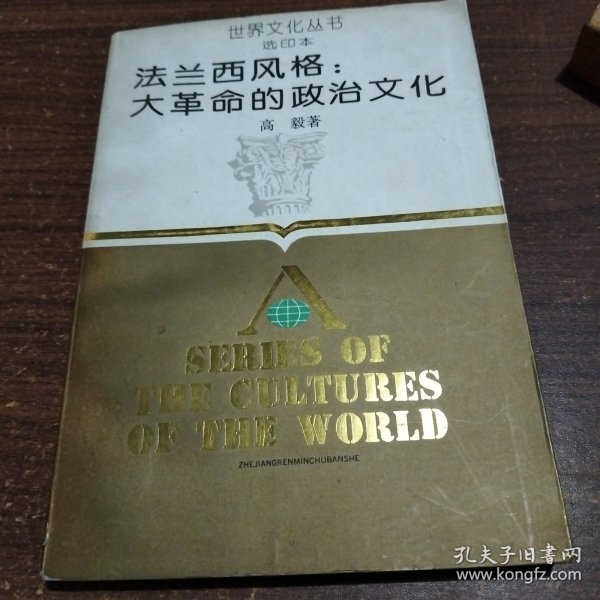 世界文化丛书
选印本
法兰西风格：
大革命的政治文化
高 毅著
A
SERIES OF
THE CULTURES
OF THE WORLD
ZHEJIANGRENMINCHUBANSHE
孔夫子旧书网
www.kongfz.com